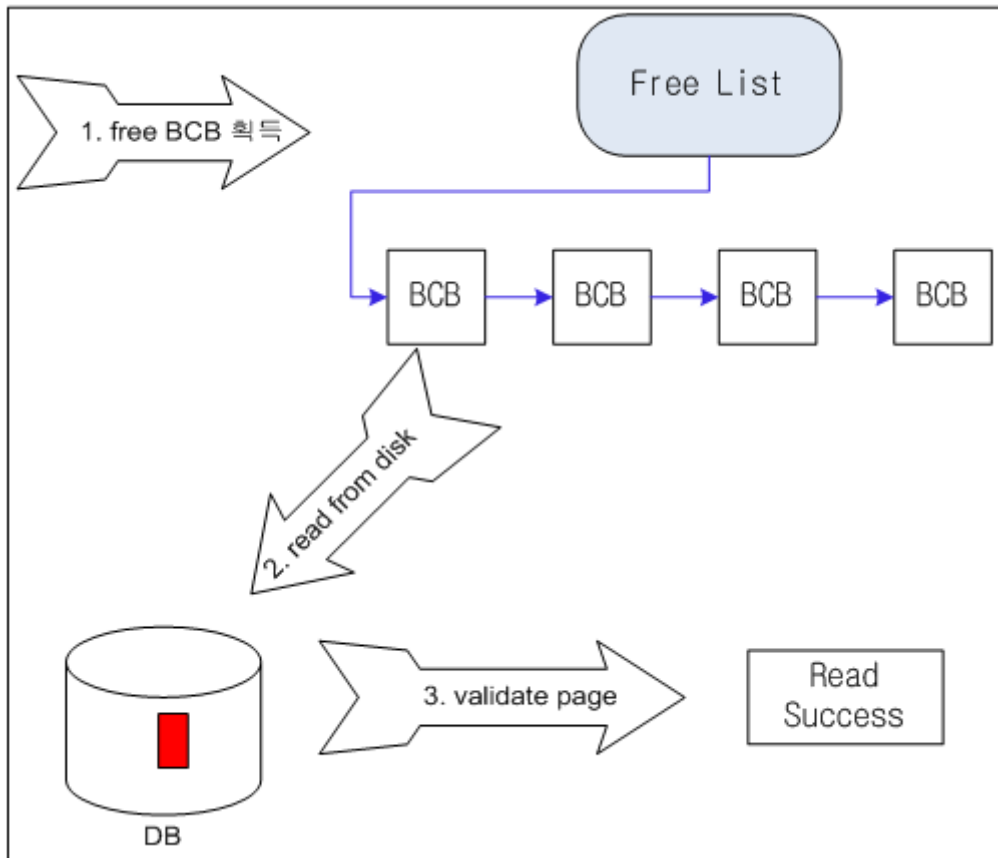 Free List
1. free BCB 획득
BCB
BCB
BCB
BCB
2. read from disk
3. validate page
Read
Success
DB